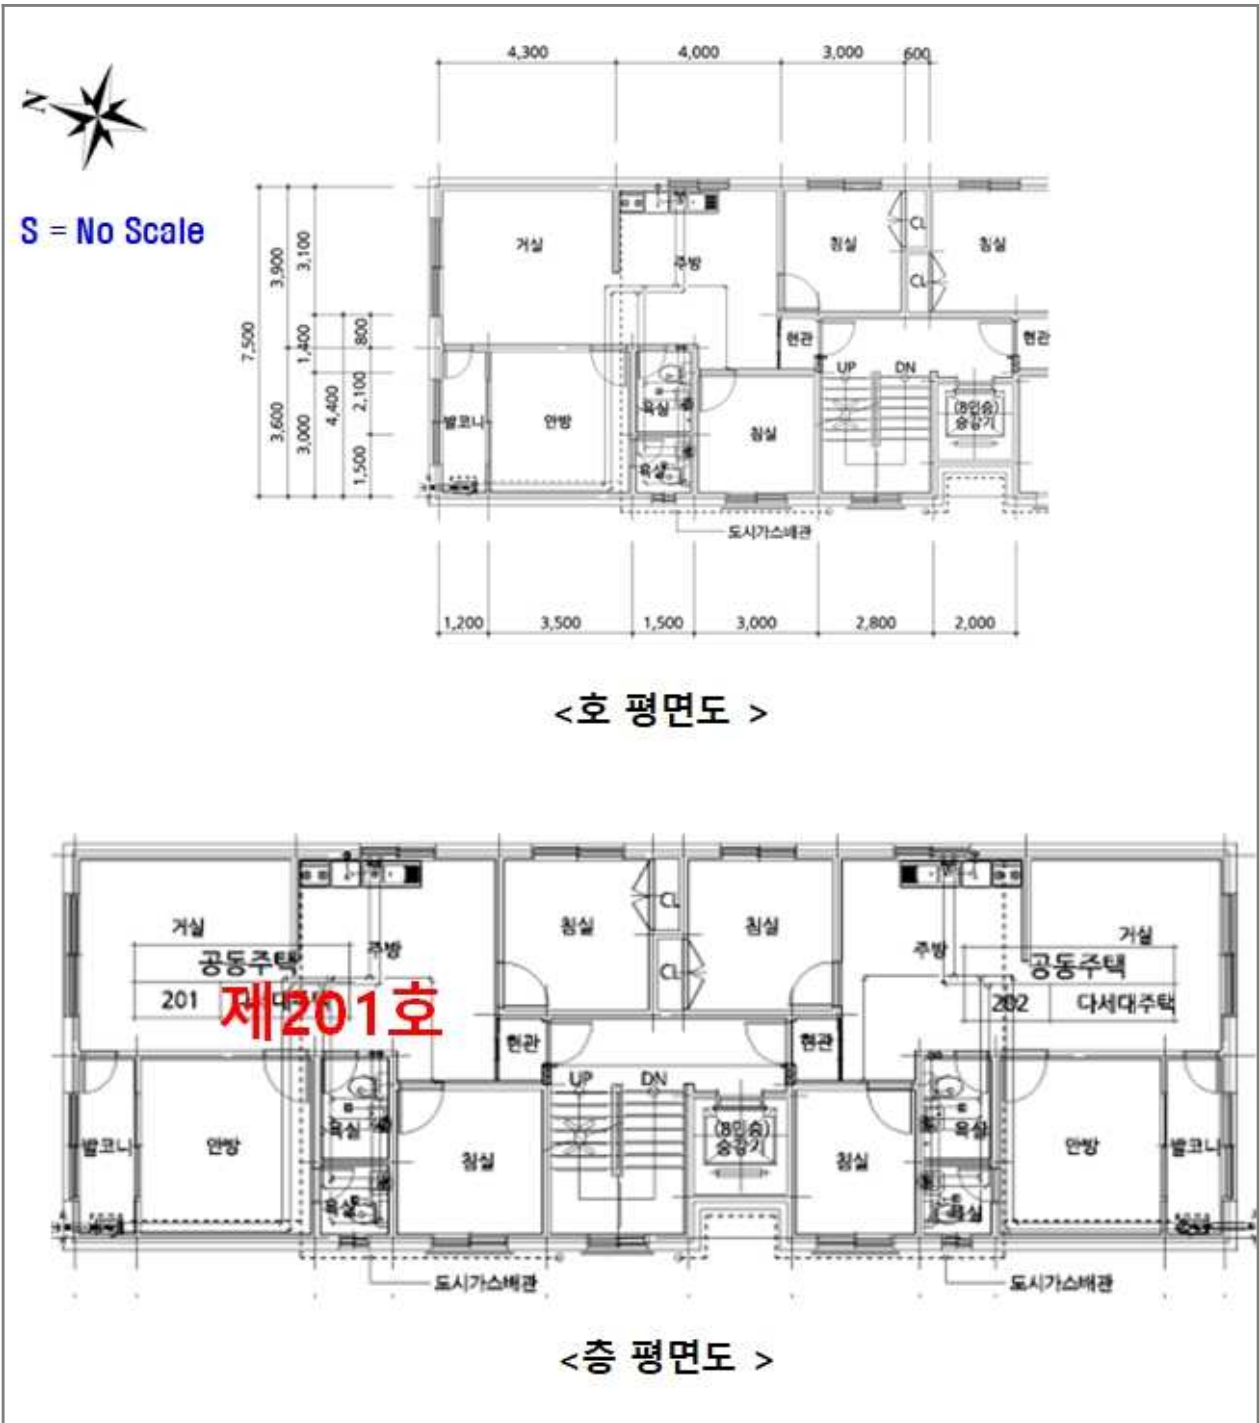 4,300 4,000 3,000 600
N
S = No Scale
7,500
3,900 3,100
1,400 800
3,600 3,000 4,400 2,100 1,500
거실 주방 침실 CL 침실
CL
현관 현관
UP DN
발코니 안방 욕실 침실 (8인승)
승강기
욕실
도시가스배관
1,200 3,500 1,500 3,000 2,800 2,000
<호 평면도 >
거실 주방 침실 CL 침실 주방 거실
CL
공동주택 공동주택
201 제201호 202 다세대주택
현관 현관
UP DN
발코니 안방 욕실 침실 (8인승) 침실 욕실 안방 발코니
승강기
욕실 욕실
도시가스배관 도시가스배관
<층 평면도 >